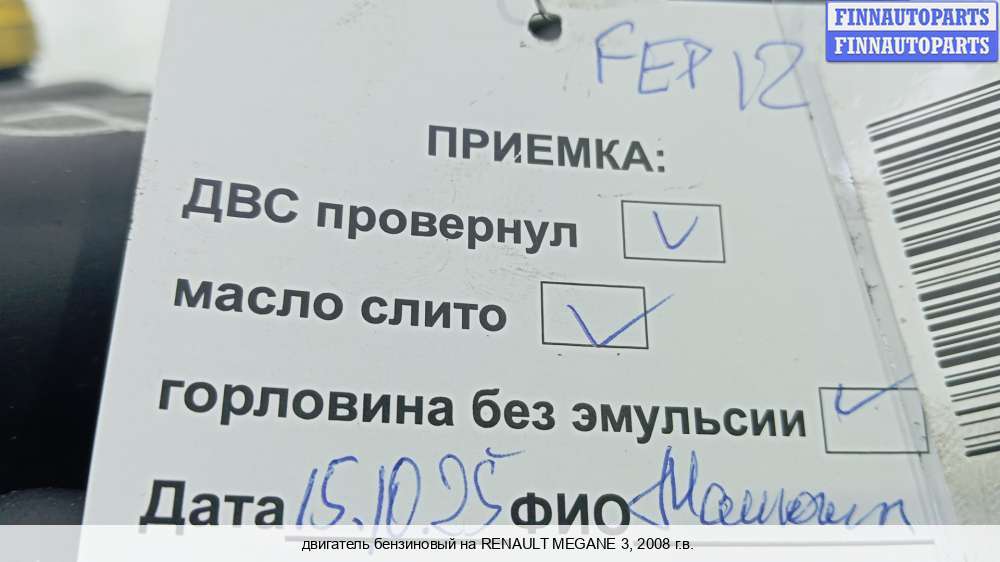 FINNAUTOPARTS
FINNAUTOPARTS
FEP 12
ПРИЕМКА:
ДВС провернул
масло слито
горловина без эмульсии
Дата 15.10.25 ФИО
двигатель бензиновый на RENAULT MEGANE 3, 2008 г.в.